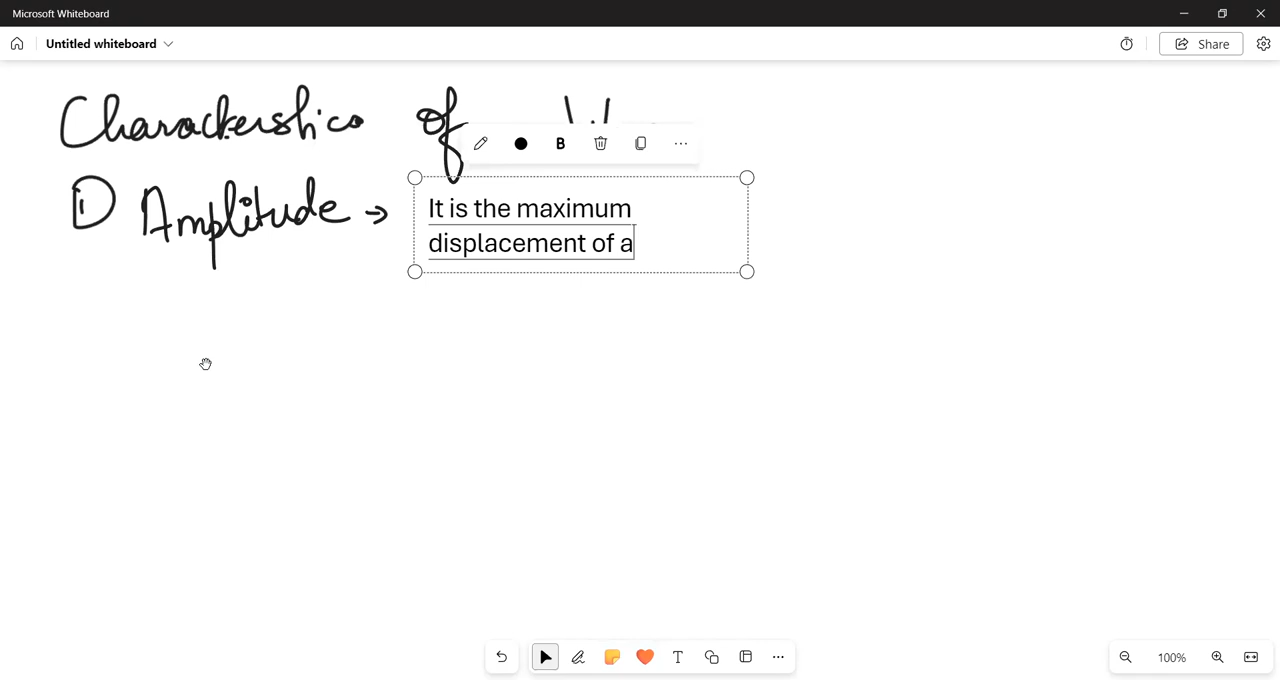 Microsoft Whiteboard
Untitled whiteboard
Share
Characteristics of
B
① Amplitude →
It is the maximum
displacement of a
T
100%